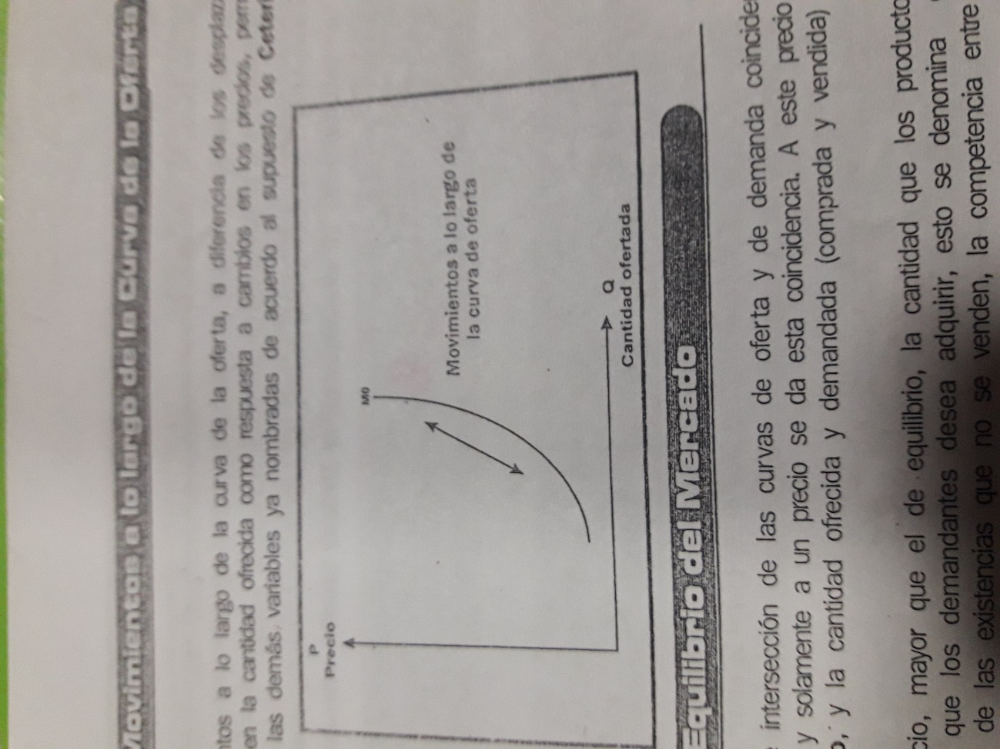 Movimientos a lo largo de la Curva de la Oferta
ntos a lo largo de la curva de la oferta, a diferencia de los desplaz
en la cantidad ofrecida como respuesta a cambios en los precios, perm
las demás, variables ya nombradas de acuerdo al supuesto de Ceteri
P
Precio
M0
Movimientos a lo largo de
la curva de oferta
Q
Cantidad ofertada
Equilibrio del Mercado
intersección de las curvas de oferta y de demanda coincide
y solamente a un precio se da esta coincidencia. A este precio
o, y la cantidad ofrecida y demandada (comprada y vendida)
cio, mayor que el de equilibrio, la cantidad que los producto
que los demandantes desea adquirir, esto se denomina
de las existencias que no se venden, la competencia entre